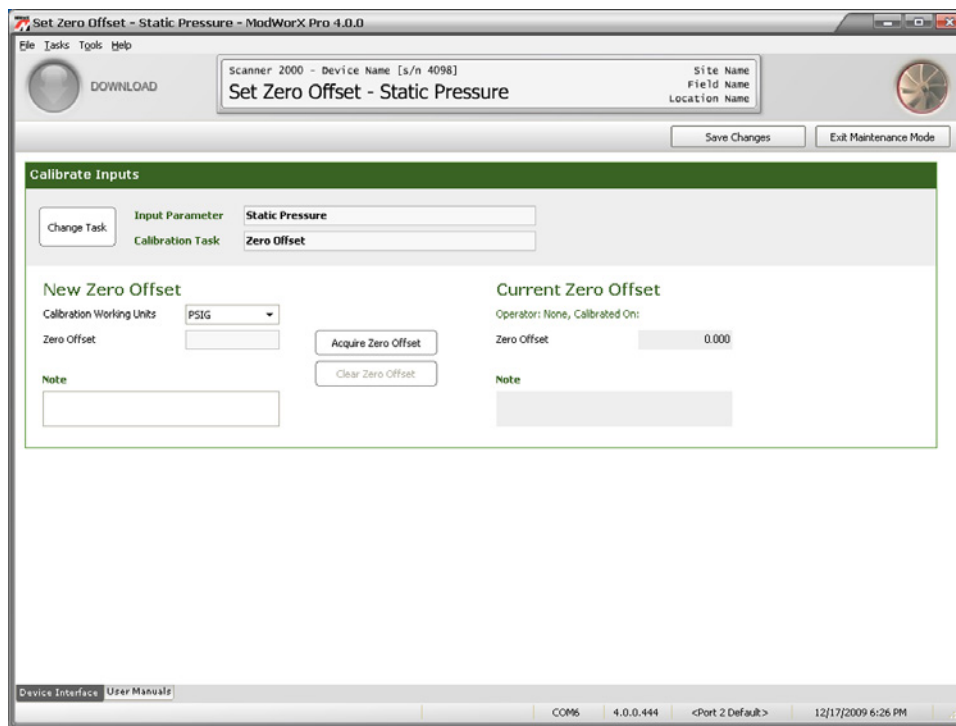 Set Zero Offset - Static Pressure - ModWorX Pro 4.0.0
File Tasks Tools Help
DOWNLOAD
Scanner 2000 - Device Name [s/n 4098]
Set Zero Offset - Static Pressure
Site Name
Field Name
Location Name
Save Changes
Exit Maintenance Mode
Calibrate Inputs
Change Task
Input Parameter
Static Pressure
Calibration Task
Zero Offset
New Zero Offset
Calibration Working Units
PSIG
Zero Offset
Acquire Zero Offset
Clear Zero Offset
Note
Current Zero Offset
Operator: None, Calibrated On:
Zero Offset
0.000
Note
Device Interface User Manuals
COM6 4.0.0.444 <Port 2 Default> 12/17/2009 6:26 PM